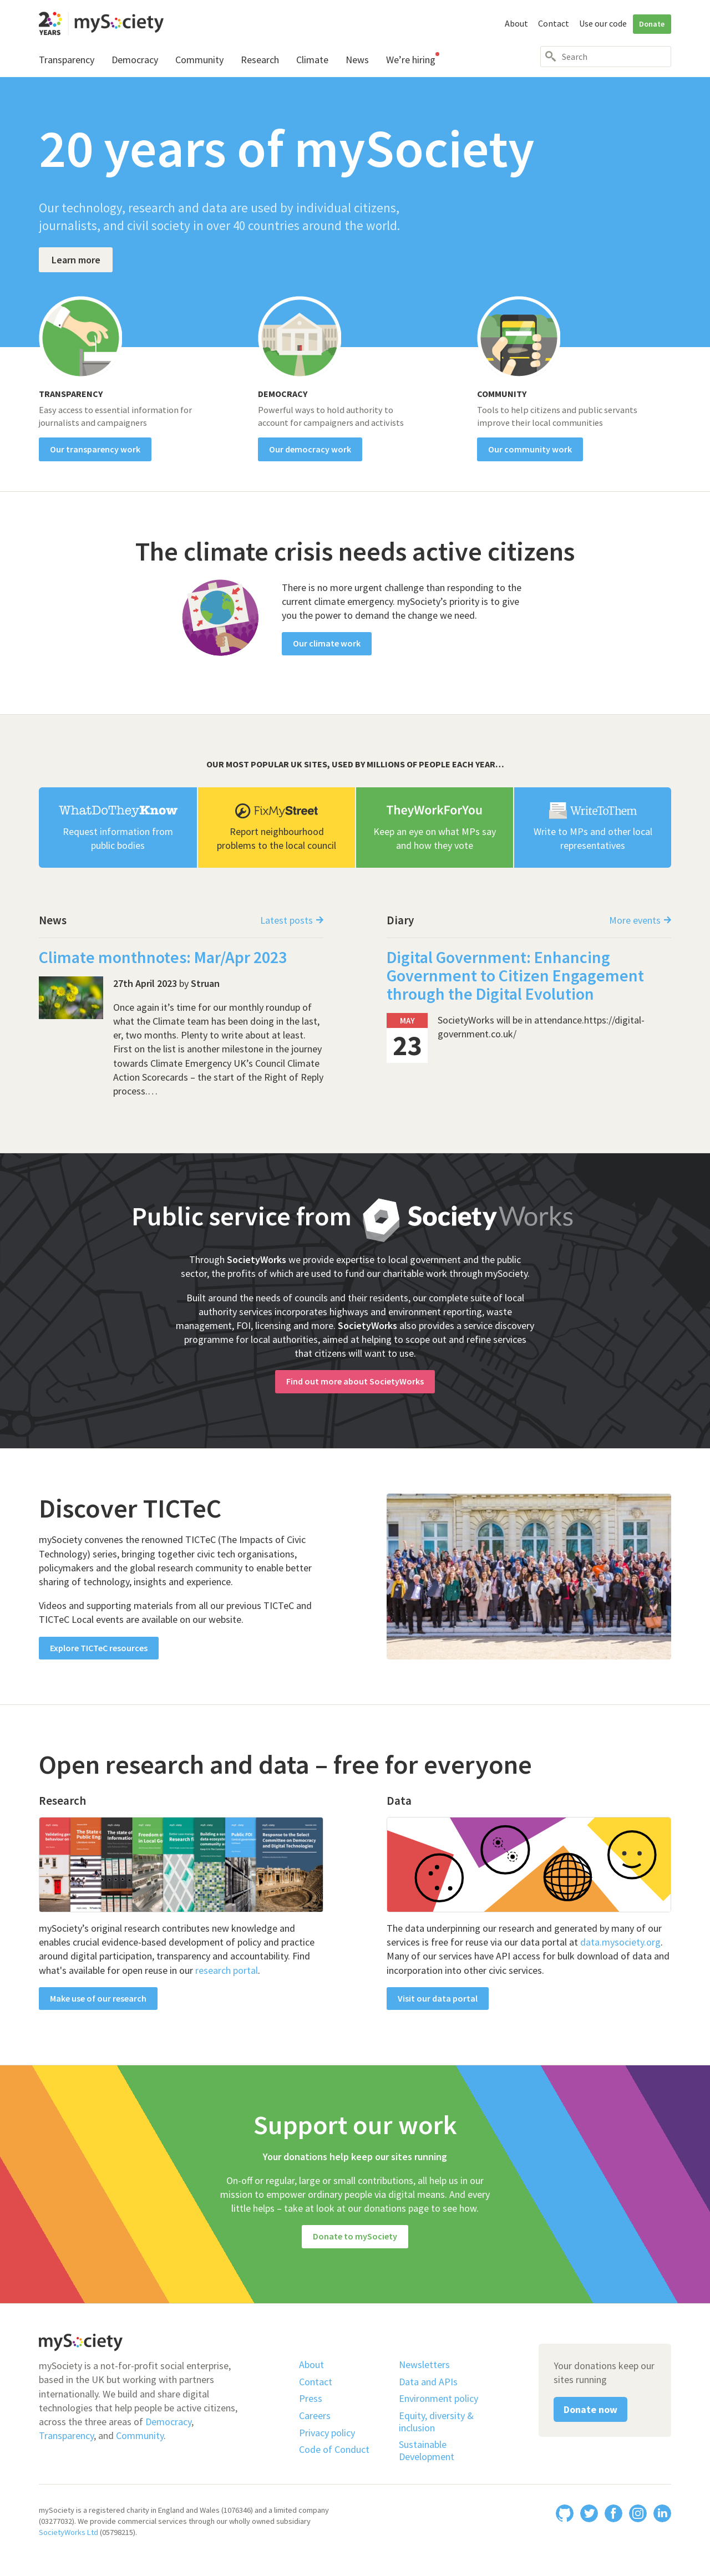 20 YEARS
mySociety
About
Contact
Use our code
Donate
Transparency
Democracy
Community
Research
Climate
News
We’re hiring
Search
20 years of mySociety
Our technology, research and data are used by individual citizens,
journalists, and civil society in over 40 countries around the world.
Learn more
TRANSPARENCY
Easy access to essential information for
journalists and campaigners
Our transparency work
DEMOCRACY
Powerful ways to hold authority to
account for campaigners and activists
Our democracy work
COMMUNITY
Tools to help citizens and public servants
improve their local communities
Our community work
The climate crisis needs active citizens
There is no more urgent challenge than responding to the
current climate emergency. mySociety’s priority is to give
you the power to demand the change we need.
Our climate work
OUR MOST POPULAR UK SITES, USED BY MILLIONS OF PEOPLE EACH YEAR…
WhatDoTheyKnow
Request information from
public bodies
FixMyStreet
Report neighbourhood
problems to the local council
TheyWorkForYou
Keep an eye on what MPs say
and how they vote
WriteToThem
Write to MPs and other local
representatives
News
Latest posts
Climate monthnotes: Mar/Apr 2023
27th April 2023 by Struan
Once again it’s time for our monthly roundup of
what the Climate team has been doing in the last,
er, two months. Plenty to write about at least.
First on the list is another milestone in the journey
towards Climate Emergency UK’s Council Climate
Action Scorecards – the start of the Right of Reply
process.…
Diary
More events
Digital Government: Enhancing
Government to Citizen Engagement
through the Digital Evolution
MAY
23
SocietyWorks will be in attendance.https://digital-
government.co.uk/
Public service from SocietyWorks
Through SocietyWorks we provide expertise to local government and the public
sector, the profits of which are used to fund our charitable work through mySociety.
Built around the needs of councils and their residents, our complete suite of local
authority services incorporates highways and environment reporting, waste
management, FOI, licensing and more. SocietyWorks also provides a service discovery
programme for local authorities, aimed at helping to scope out and refine services
that citizens will want to use.
Find out more about SocietyWorks
Discover TICTeC
mySociety convenes the renowned TICTeC (The Impacts of Civic
Technology) series, bringing together civic tech organisations,
policymakers and the global research community to enable better
sharing of technology, insights and experience.
Videos and supporting materials from all our previous TICTeC and
TICTeC Local events are available on our website.
Explore TICTeC resources
Open research and data – free for everyone
Research
Response to the Select
Committee on Democracy
and Digital Technologies
mySociety’s original research contributes new knowledge and
enables crucial evidence-based development of policy and practice
around digital participation, transparency and accountability. Find
what's available for open reuse in our research portal.
Make use of our research
Data
The data underpinning our research and generated by many of our
services is free for reuse via our data portal at data.mysociety.org.
Many of our services have API access for bulk download of data and
incorporation into other civic services.
Visit our data portal
Support our work
Your donations help keep our sites running
On-off or regular, large or small contributions, all help us in our
mission to empower ordinary people via digital means. And every
little helps – take at look at our donations page to see how.
Donate to mySociety
mySociety
mySociety is a not-for-profit social enterprise,
based in the UK but working with partners
internationally. We build and share digital
technologies that help people be active citizens,
across the three areas of Democracy,
Transparency, and Community.
About
Contact
Press
Careers
Privacy policy
Code of Conduct
Newsletters
Data and APIs
Environment policy
Equity, diversity &
inclusion
Sustainable
Development
Your donations keep our
sites running
Donate now
mySociety is a registered charity in England and Wales (1076346) and a limited company
(03277032). We provide commercial services through our wholly owned subsidiary
SocietyWorks Ltd (05798215).